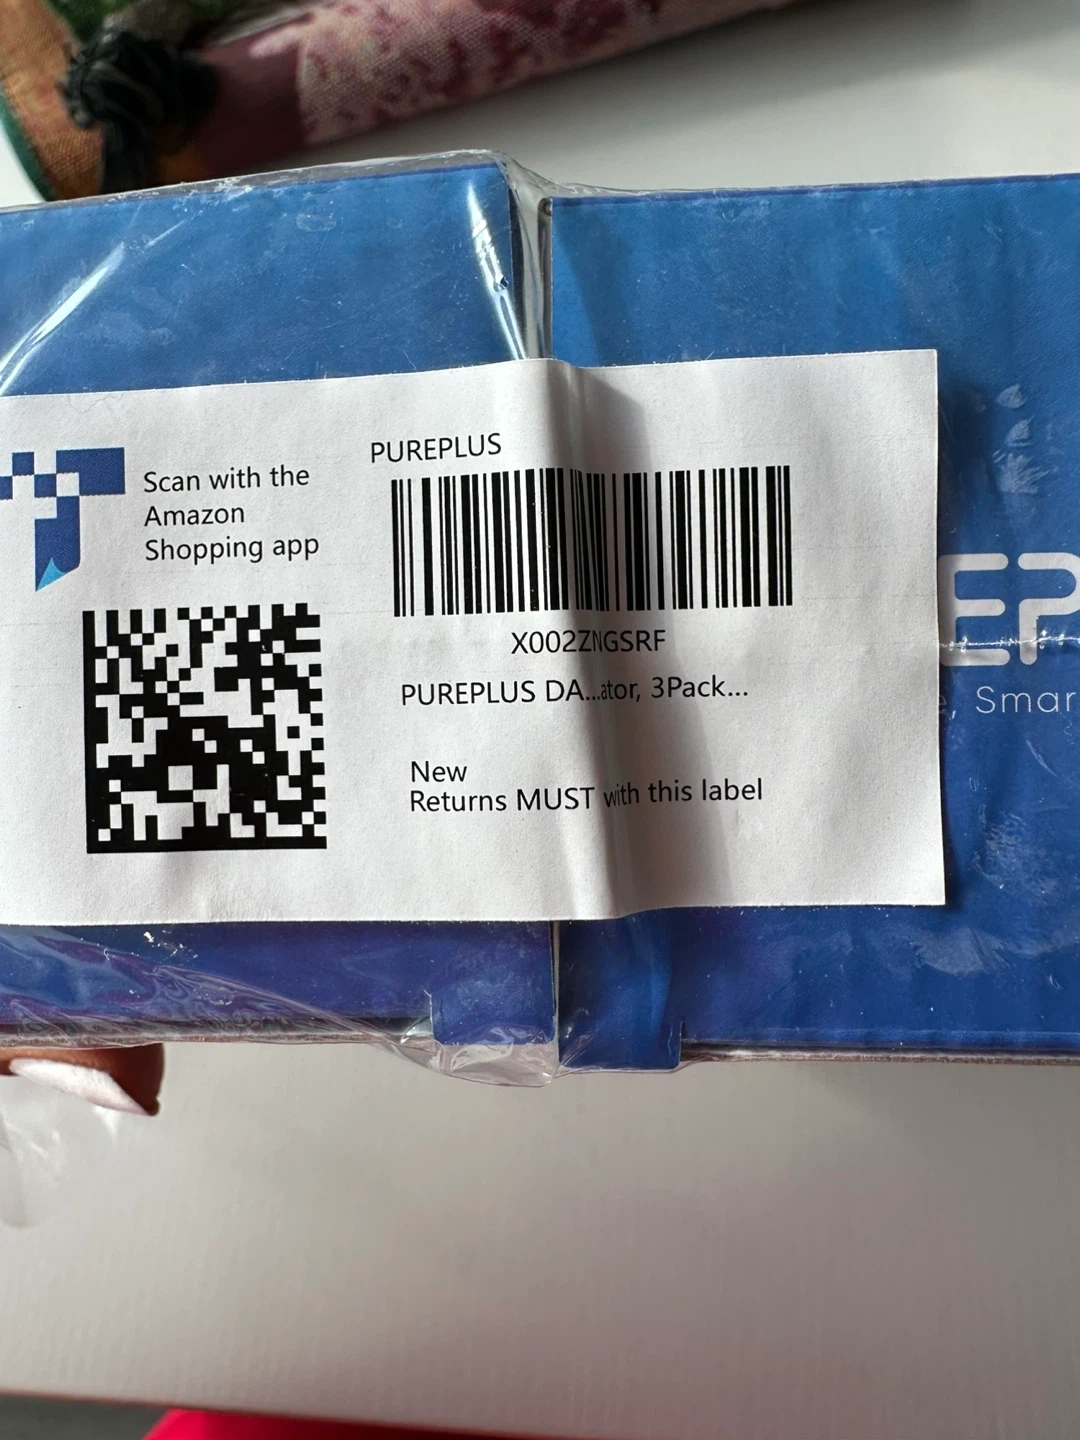 Scan with the
Amazon
Shopping app
PUREPLUS
X002ZNGSRF
PUREPLUS DA...ator, 3Pack...
New
Returns MUST with this label
EP
e, Smar